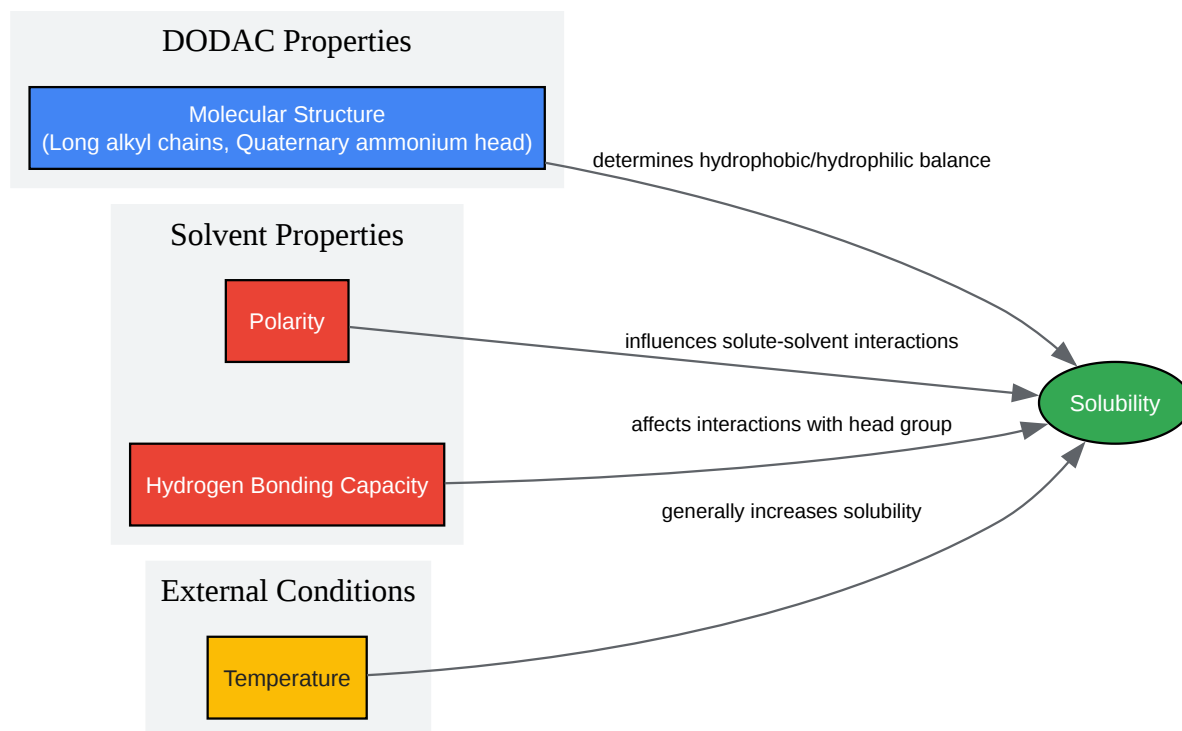 DODAC Properties
Molecular Structure
(Long alkyl chains, Quaternary ammonium head)
determines hydrophobic/hydrophilic balance
Solvent Properties
Polarity
influences solute-solvent interactions
Solubility
affects interactions with head group
Hydrogen Bonding Capacity
generally increases solubility
External Conditions
Temperature